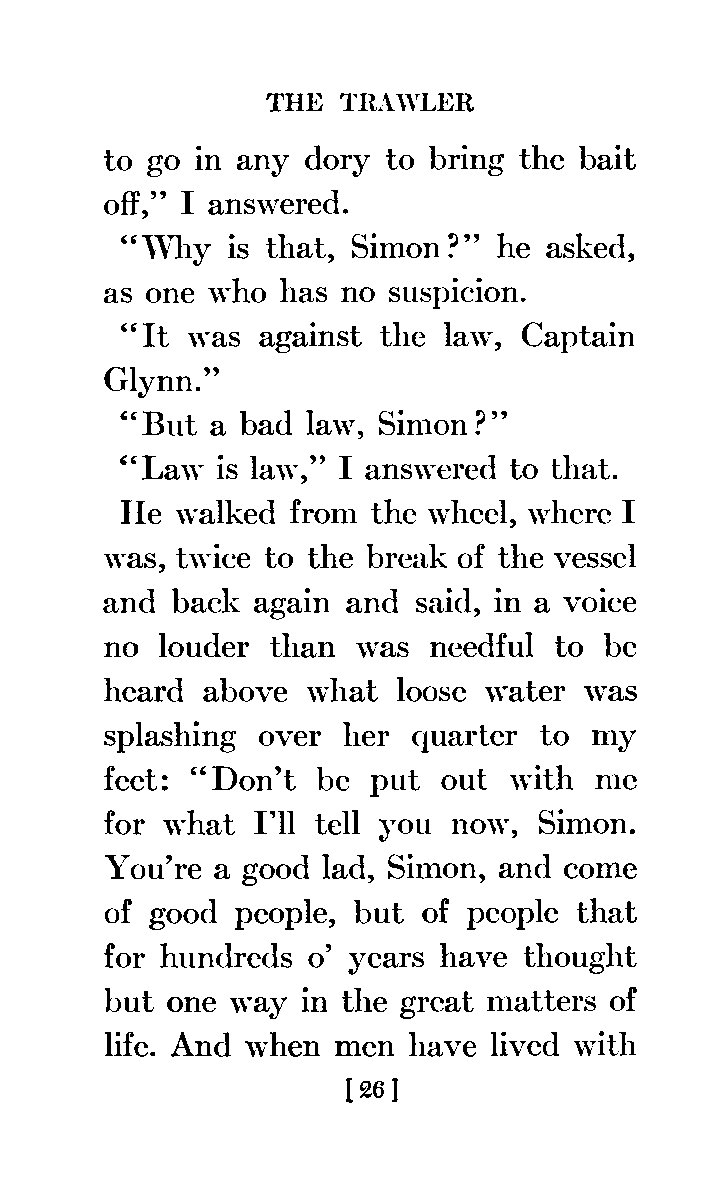 THE TRAWLER
to go in any dory to bring the bait
off,” I answered.
“Why is that, Simon?” he asked,
as one who has no suspicion.
“It was against the law, Captain
Glynn.”
“But a bad law, Simon?”
“Law is law,” I answered to that.
He walked from the wheel, where I
was, twice to the break of the vessel
and back again and said, in a voice
no louder than was needful to be
heard above what loose water was
splashing over her quarter to my
feet: “Don’t be put out with me
for what I’ll tell you now, Simon.
You’re a good lad, Simon, and come
of good people, but of people that
for hundreds o’ years have thought
but one way in the great matters of
life. And when men have lived with
[26]